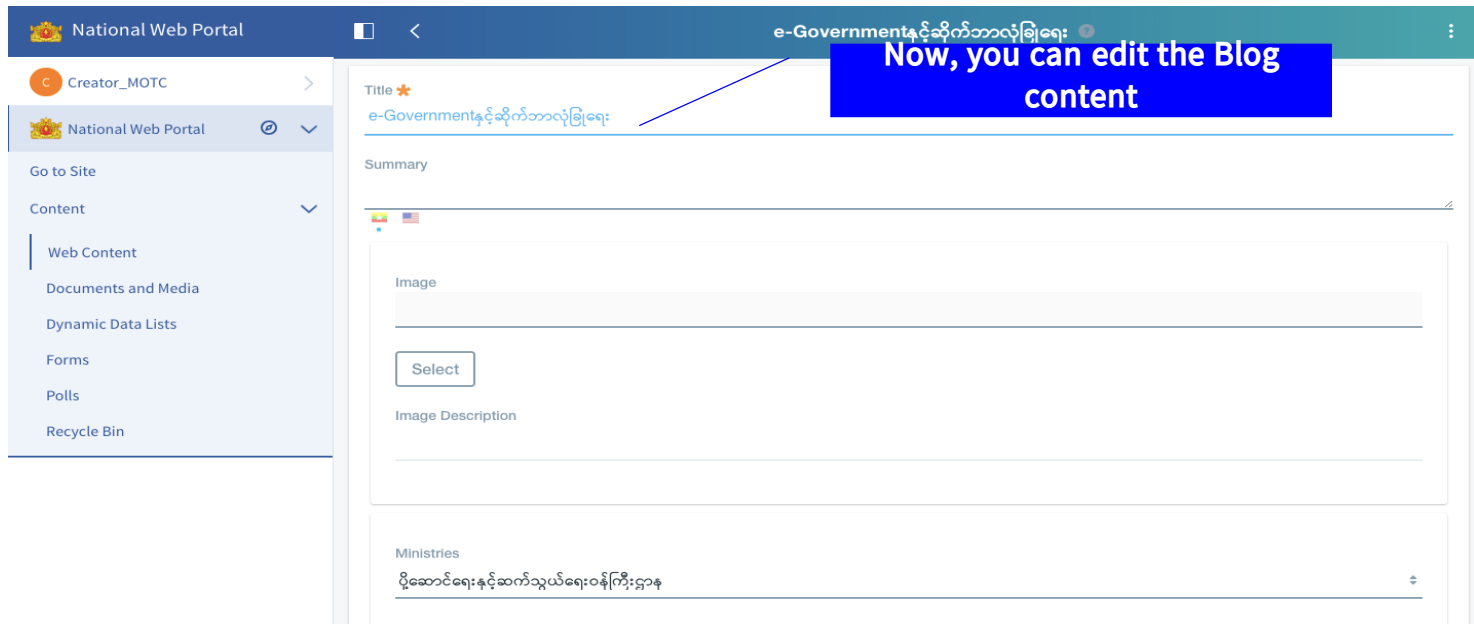 National Web Portal
e-Governmentနှင့်ဆိုက်ဘာလုံခြုံရေး
Now, you can edit the Blog
content
C Creator_MOTC
National Web Portal
Go to Site
Content
Web Content
Documents and Media
Dynamic Data Lists
Forms
Polls
Recycle Bin
Title *
e-Governmentနှင့်ဆိုက်ဘာလုံခြုံရေး
Summary
Image
Select
Image Description
Ministries
ပို့ဆောင်ရေးနှင့်ဆက်သွယ်ရေးဝန်ကြီးဌာန